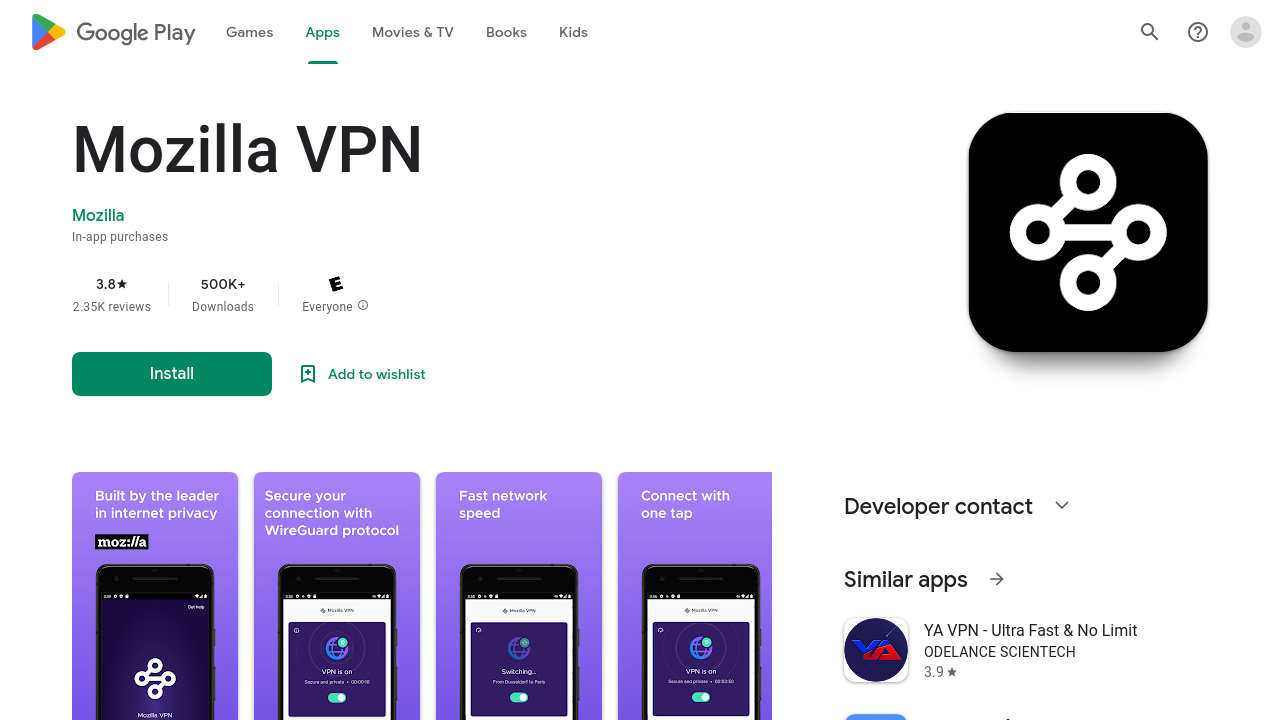 Google Play
Games
Apps
Movies & TV
Books
Kids
Mozilla VPN
Mozilla
In-app purchases
3.8★
2.35K reviews
500K+
Downloads
E
Everyone
Install
Add to wishlist
Built by the leader
in internet privacy
moz://a
Get help
Mozilla VPN
Secure your
connection with
WireGuard protocol
Mozilla VPN
VPN is on
Secure and private • 00:00:16
Fast network
speed
Mozilla VPN
Switching...
From Dusseldorf to Paris
Connect with
one tap
Mozilla VPN
VPN is on
Secure and private • 00:03:50
Developer contact
Similar apps
YA
YA VPN - Ultra Fast & No Limit
ODELANCE SCIENTECH
3.9 ★